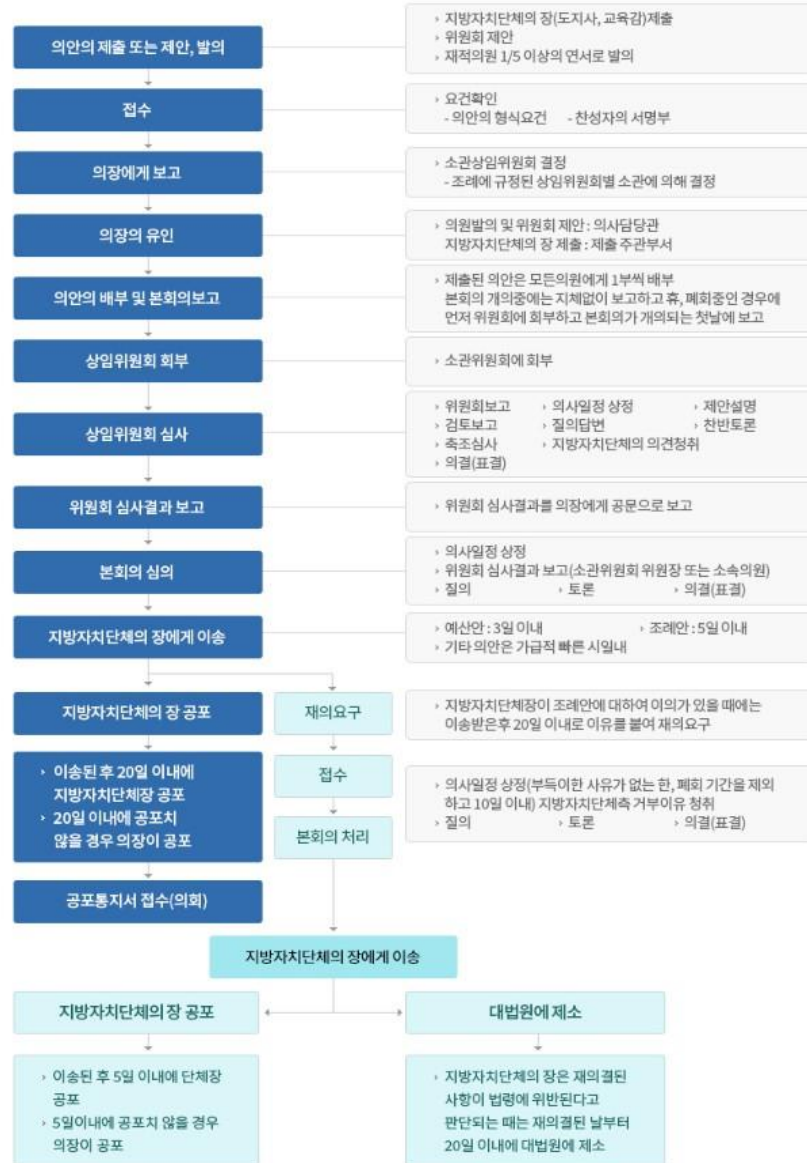 의안의 제출 또는 제안, 발의
› 지방자치단체의 장(도지사, 교육감)제출
› 위원회 제안
› 재적의원 1/5 이상의 연서로 발의
접수
› 요건확인
- 의안의 형식요건 - 찬성자의 서명부
의장에게 보고
› 소관상임위원회 결정
- 조례에 규정된 상임위원회별 소관에 의해 결정
의장의 유인
› 의원발의 및 위원회 제안 : 의사담당관
지방자치단체의 장 제출 : 제출 주관부서
의안의 배부 및 본회의보고
› 제출된 의안은 모든의원에게 1부씩 배부
본회의 개의중에는 지체없이 보고하고 휴, 폐회중인 경우에
먼저 위원회에 회부하고 본회의가 개의되는 첫날에 보고
상임위원회 회부
› 소관위원회에 회부
상임위원회 심사
› 위원회보고 › 의사일정 상정 › 제안설명
› 검토보고 › 질의답변 › 찬반토론
› 축조심사 › 지방자치단체의 의견청취
› 의결(표결)
위원회 심사결과 보고
› 위원회 심사결과를 의장에게 공문으로 보고
본회의 심의
› 의사일정 상정
› 위원회 심사결과 보고(소관위원회 위원장 또는 소속의원)
› 질의 › 토론 › 의결(표결)
지방자치단체의 장에게 이송
› 예산안 : 3일 이내 › 조례안 : 5일 이내
› 기타 의안은 가급적 빠른 시일내
지방자치단체의 장 공포
재의요구
› 지방자치단체장이 조례안에 대하여 이의가 있을 때에는
이송받은후 20일 이내로 이유를 붙여 재의요구
› 이송된 후 20일 이내에
지방자치단체장 공포
› 20일 이내에 공포치
않을 경우 의장이 공포
접수
› 의사일정 상정(부득이한 사유가 없는 한, 폐회 기간을 제외
하고 10일 이내) 지방자치단체측 거부이유 청취
› 질의 › 토론 › 의결(표결)
본회의 처리
공포통지서 접수(의회)
지방자치단체의 장에게 이송
지방자치단체의 장 공포
대법원에 제소
› 이송된 후 5일 이내에 단체장
공포
› 5일이내에 공포치 않을 경우
의장이 공포
› 지방자치단체의 장은 재의결된
사항이 법령에 위반된다고
판단되는 때는 재의결된 날부터
20일 이내에 대법원에 제소